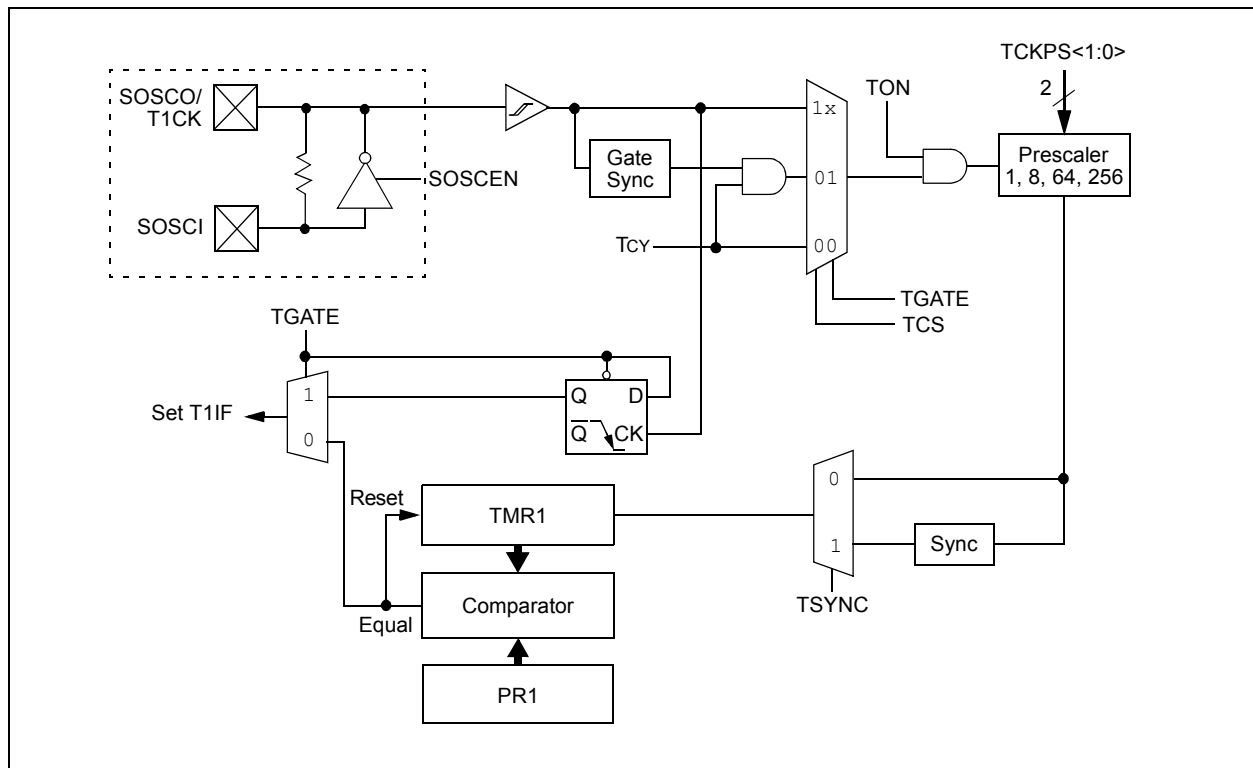 TCKPS<1:0>
2
SOSCO/
T1CK
TON
1x
Gate
Sync
Prescaler
1, 8, 64, 256
SOSCEN
01
SOSCI
TCY
00
TGATE
TCS
TGATE
1
Q
D
Set T1IF
0
Q
CK
Reset
TMR1
0
1
Sync
Comparator
TSYNC
Equal
PR1